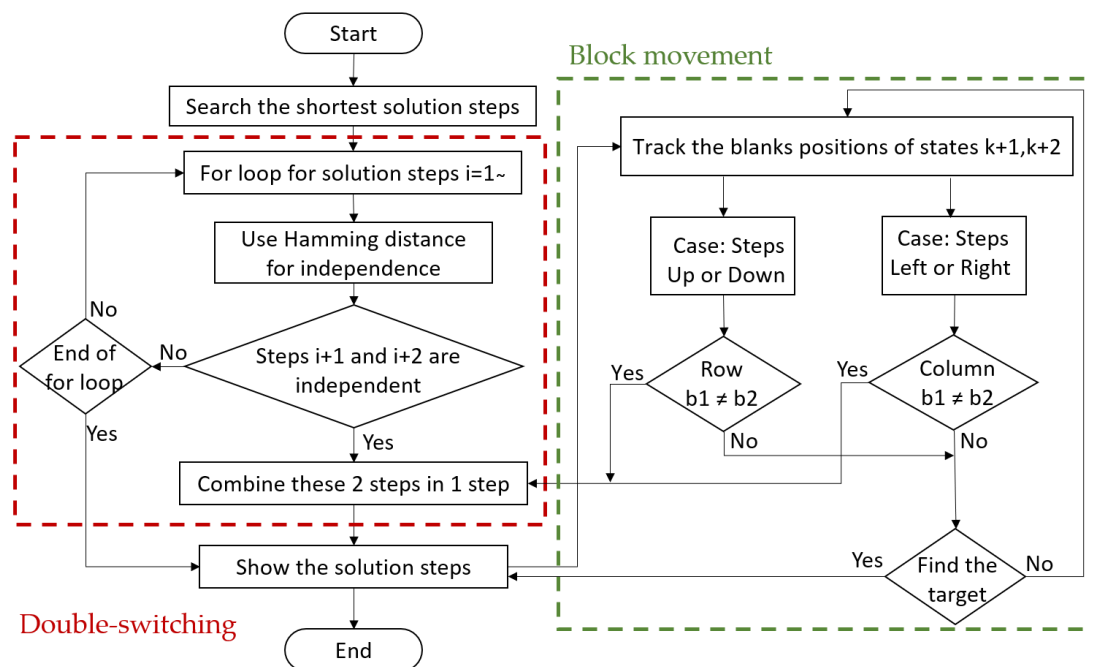 Start
Search the shortest solution steps
For loop for solution steps i=1~
Use Hamming distance
for independence
Steps i+1 and i+2 are
independent
No
End of
for loop
No
Yes
Yes
Combine these 2 steps in 1 step
Show the solution steps
End
Double-switching
Block movement
Track the blanks positions of states k+1,k+2
Case: Steps
Up or Down
Case: Steps
Left or Right
Row
b1 ≠ b2
Yes
No
Column
b1 ≠ b2
Yes
No
Find the
target
Yes
No